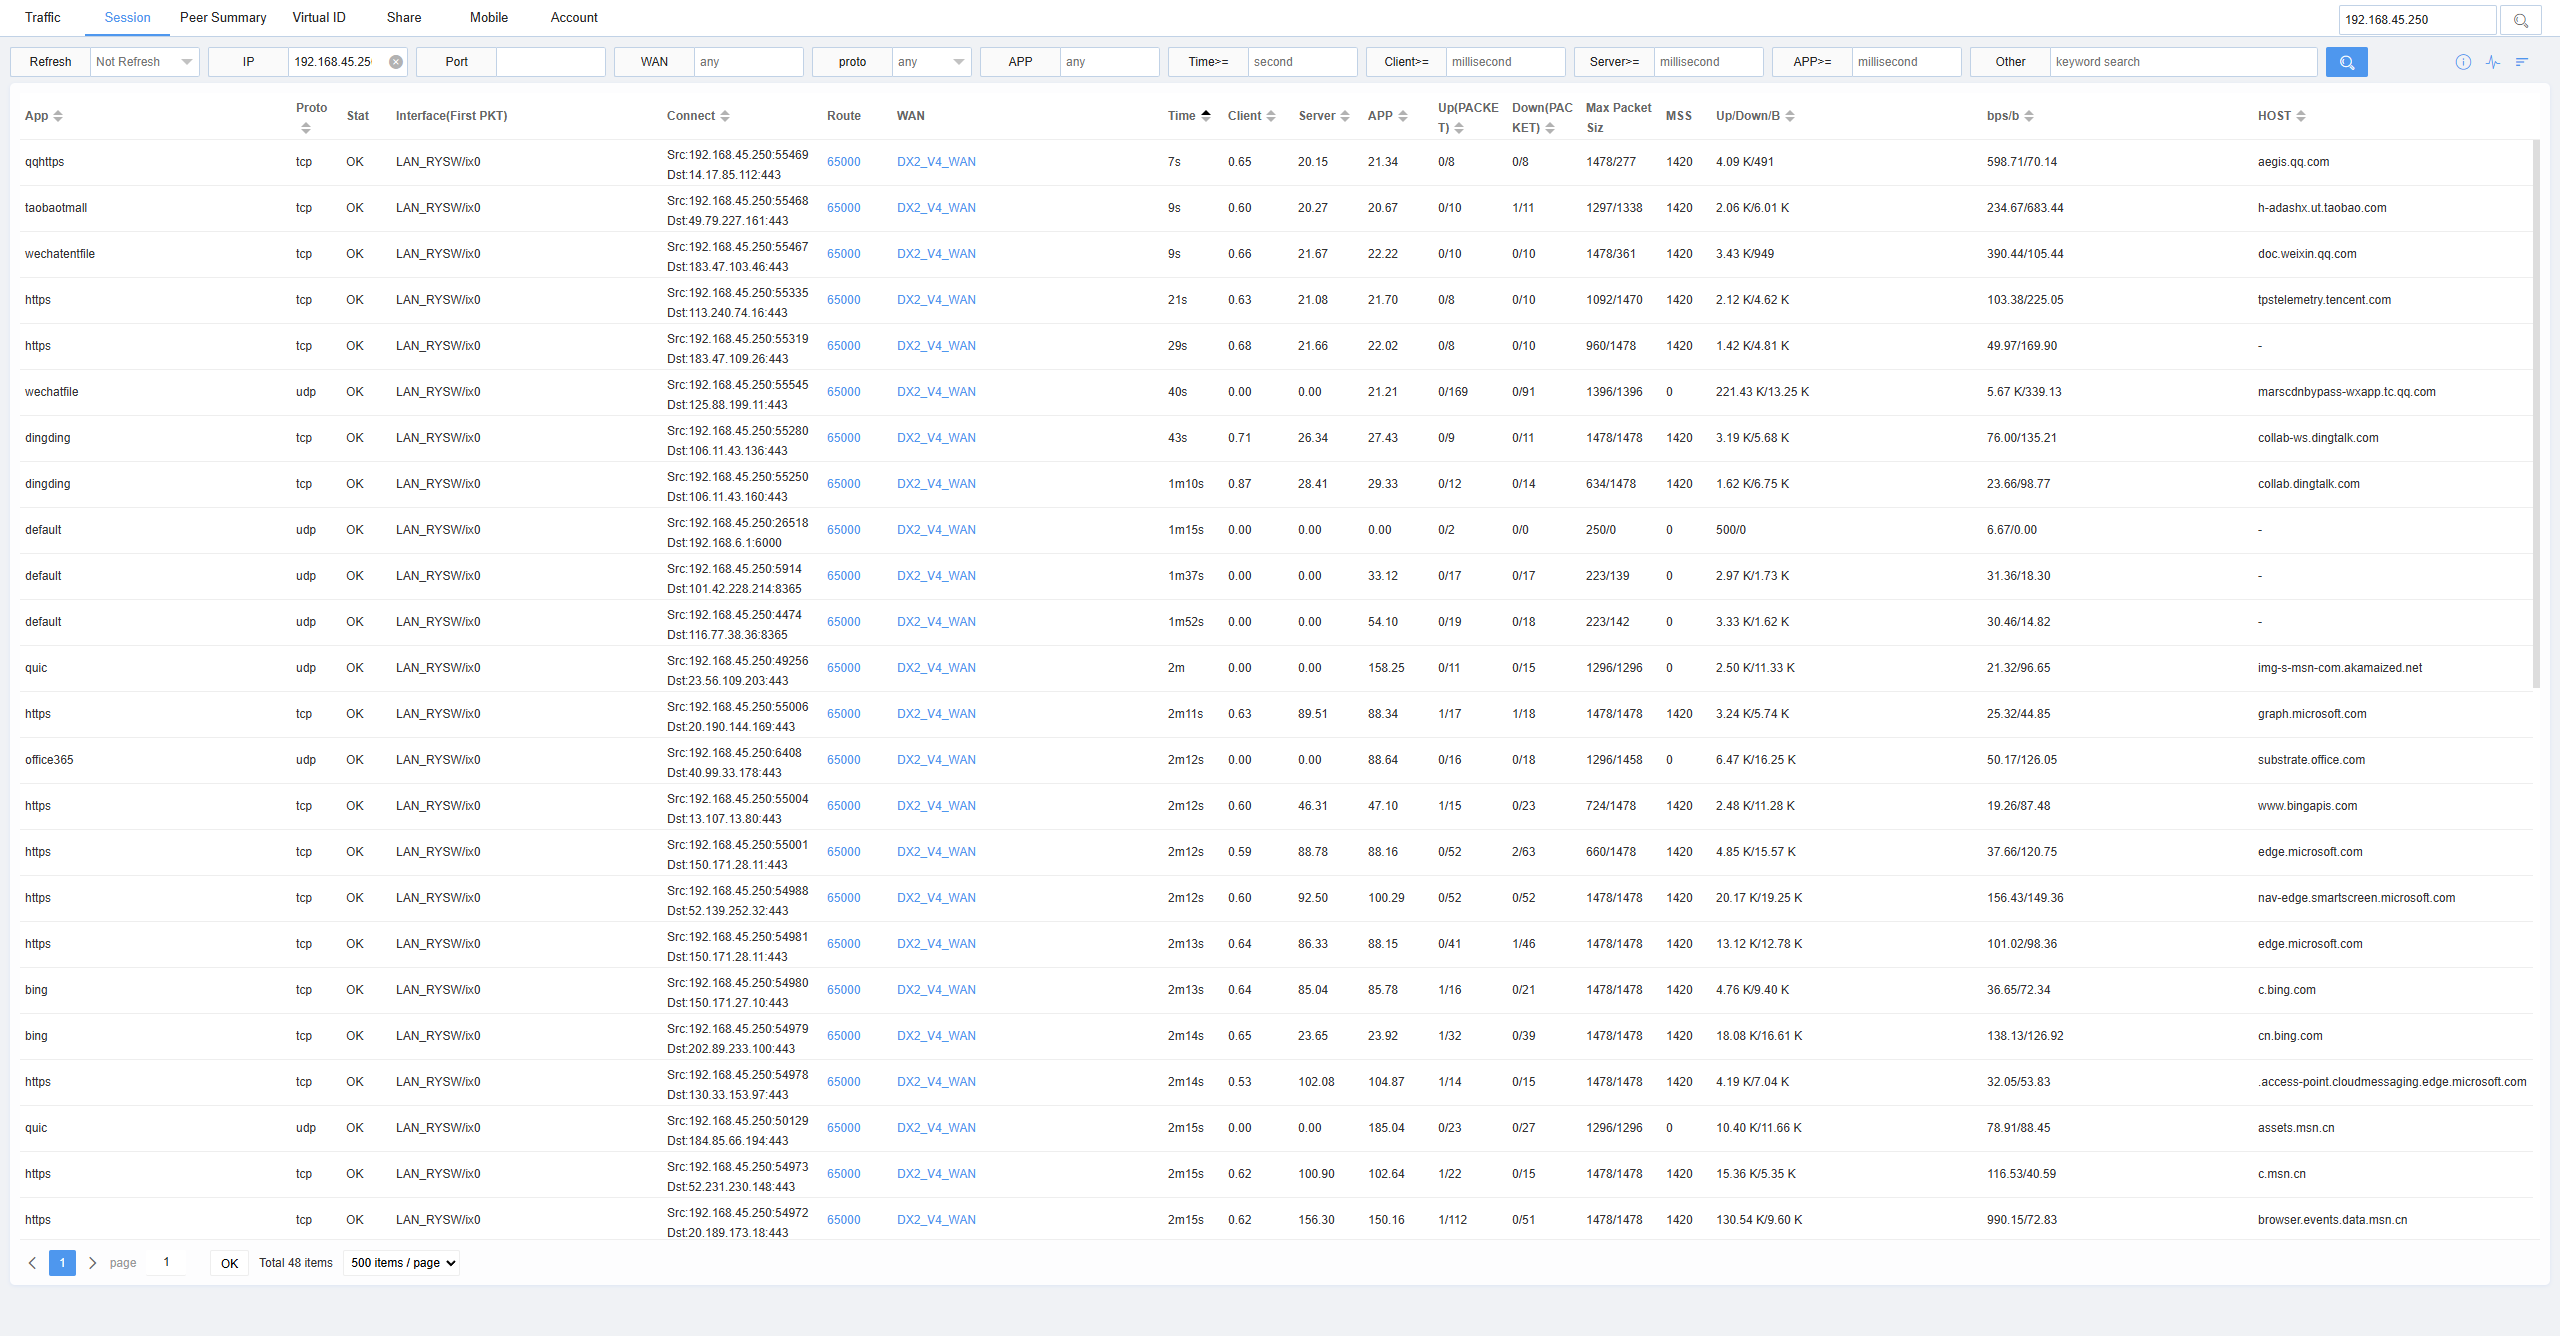 Traffic Session Peer Summary Virtual ID Share Mobile Account 192.168.45.250
Refresh Not Refresh IP 192.168.45.25 Port WAN any proto any APP any Time>= second Client>= millisecond Server>= millisecond APP>= millisecond Other keyword search
App Proto Stat Interface(First PKT) Connect Route WAN Time Client Server APP Up(PACKE Down(PAC Max Packet MSS Up/Down/B bps/b HOST
T) KET) Siz
qqhttps tcp OK LAN_RYSW/ix0 Src:192.168.45.250:55469 65000 DX2_V4_WAN 7s 0.65 20.15 21.34 0/8 0/8 1478/277 1420 4.09 K/491 598.71/70.14 aegis.qq.com
Dst:14.17.85.112:443
taobaotmall tcp OK LAN_RYSW/ix0 Src:192.168.45.250:55468 65000 DX2_V4_WAN 9s 0.60 20.27 20.67 0/10 1/11 1297/1338 1420 2.06 K/6.01 K 234.67/683.44 h-adashx.ut.taobao.com
Dst:49.79.227.161:443
wechatentfile tcp OK LAN_RYSW/ix0 Src:192.168.45.250:55467 65000 DX2_V4_WAN 9s 0.66 21.67 22.22 0/10 0/10 1478/361 1420 3.43 K/949 390.44/105.44 doc.weixin.qq.com
Dst:183.47.103.46:443
https tcp OK LAN_RYSW/ix0 Src:192.168.45.250:55335 65000 DX2_V4_WAN 21s 0.63 21.08 21.70 0/8 0/10 1092/1470 1420 2.12 K/4.62 K 103.38/225.05 tpstelemetry.tencent.com
Dst:113.240.74.16:443
https tcp OK LAN_RYSW/ix0 Src:192.168.45.250:55319 65000 DX2_V4_WAN 29s 0.68 21.66 22.02 0/8 0/10 960/1478 1420 1.42 K/4.81 K 49.97/169.90 -
Dst:183.47.109.26:443
wechatfile udp OK LAN_RYSW/ix0 Src:192.168.45.250:55545 65000 DX2_V4_WAN 40s 0.00 0.00 21.21 0/169 0/91 1396/1396 0 221.43 K/13.25 K 5.67 K/339.13 marscdnbypass-wxapp.tc.qq.com
Dst:125.88.199.11:443
dingding tcp OK LAN_RYSW/ix0 Src:192.168.45.250:55280 65000 DX2_V4_WAN 43s 0.71 26.34 27.43 0/9 0/11 1478/1478 1420 3.19 K/5.68 K 76.00/135.21 collab-ws.dingtalk.com
Dst:106.11.43.136:443
dingding tcp OK LAN_RYSW/ix0 Src:192.168.45.250:55250 65000 DX2_V4_WAN 1m10s 0.87 28.41 29.33 0/12 0/14 634/1478 1420 1.62 K/6.75 K 23.66/98.77 collab.dingtalk.com
Dst:106.11.43.160:443
default udp OK LAN_RYSW/ix0 Src:192.168.45.250:26518 65000 DX2_V4_WAN 1m15s 0.00 0.00 0.00 0/2 0/0 250/0 0 500/0 6.67/0.00 -
Dst:192.168.6.1:6000
default udp OK LAN_RYSW/ix0 Src:192.168.45.250:5914 65000 DX2_V4_WAN 1m37s 0.00 0.00 33.12 0/17 0/17 223/139 0 2.97 K/1.73 K 31.36/18.30 -
Dst:101.42.228.214:8365
default udp OK LAN_RYSW/ix0 Src:192.168.45.250:4474 65000 DX2_V4_WAN 1m52s 0.00 0.00 54.10 0/19 0/18 223/142 0 3.33 K/1.62 K 30.46/14.82 -
Dst:116.77.38.36:8365
quic udp OK LAN_RYSW/ix0 Src:192.168.45.250:49256 65000 DX2_V4_WAN 2m 0.00 0.00 158.25 0/11 0/15 1296/1296 0 2.50 K/11.33 K 21.32/96.65 img-s-msn-com.akamaized.net
Dst:23.56.109.203:443
https tcp OK LAN_RYSW/ix0 Src:192.168.45.250:55006 65000 DX2_V4_WAN 2m11s 0.63 89.51 88.34 1/17 1/18 1478/1478 1420 3.24 K/5.74 K 25.32/44.85 graph.microsoft.com
Dst:20.190.144.169:443
office365 udp OK LAN_RYSW/ix0 Src:192.168.45.250:6408 65000 DX2_V4_WAN 2m12s 0.00 0.00 88.64 0/16 0/18 1296/1458 0 6.47 K/16.25 K 50.17/126.05 substrate.office.com
Dst:40.99.33.178:443
https tcp OK LAN_RYSW/ix0 Src:192.168.45.250:55004 65000 DX2_V4_WAN 2m12s 0.60 46.31 47.10 1/15 0/23 724/1478 1420 2.48 K/11.28 K 19.26/87.48 www.bingapis.com
Dst:13.107.13.80:443
https tcp OK LAN_RYSW/ix0 Src:192.168.45.250:55001 65000 DX2_V4_WAN 2m12s 0.59 88.78 88.16 0/52 2/63 660/1478 1420 4.85 K/15.57 K 37.66/120.75 edge.microsoft.com
Dst:150.171.28.11:443
https tcp OK LAN_RYSW/ix0 Src:192.168.45.250:54988 65000 DX2_V4_WAN 2m12s 0.60 92.50 100.29 0/52 0/52 1478/1478 1420 20.17 K/19.25 K 156.43/149.36 nav-edge.smartscreen.microsoft.com
Dst:52.139.252.32:443
https tcp OK LAN_RYSW/ix0 Src:192.168.45.250:54981 65000 DX2_V4_WAN 2m13s 0.64 86.33 88.15 0/41 1/46 1478/1478 1420 13.12 K/12.78 K 101.02/98.36 edge.microsoft.com
Dst:150.171.28.11:443
bing tcp OK LAN_RYSW/ix0 Src:192.168.45.250:54980 65000 DX2_V4_WAN 2m13s 0.64 85.04 85.78 1/16 0/21 1478/1478 1420 4.76 K/9.40 K 36.65/72.34 c.bing.com
Dst:150.171.27.10:443
bing tcp OK LAN_RYSW/ix0 Src:192.168.45.250:54979 65000 DX2_V4_WAN 2m14s 0.65 23.65 23.92 1/32 0/39 1478/1478 1420 18.08 K/16.61 K 138.13/126.92 cn.bing.com
Dst:202.89.233.100:443
https tcp OK LAN_RYSW/ix0 Src:192.168.45.250:54978 65000 DX2_V4_WAN 2m14s 0.53 102.08 104.87 1/14 0/15 1478/1478 1420 4.19 K/7.04 K 32.05/53.83 .access-point.cloudmessaging.edge.microsoft.com
Dst:130.33.153.97:443
quic udp OK LAN_RYSW/ix0 Src:192.168.45.250:50129 65000 DX2_V4_WAN 2m15s 0.00 0.00 185.04 0/23 0/27 1296/1296 0 10.40 K/11.66 K 78.91/88.45 assets.msn.cn
Dst:184.85.66.194:443
https tcp OK LAN_RYSW/ix0 Src:192.168.45.250:54973 65000 DX2_V4_WAN 2m15s 0.62 100.90 102.64 1/22 0/15 1478/1478 1420 15.36 K/5.35 K 116.53/40.59 c.msn.cn
Dst:52.231.230.148:443
https tcp OK LAN_RYSW/ix0 Src:192.168.45.250:54972 65000 DX2_V4_WAN 2m15s 0.62 156.30 150.16 1/112 0/51 1478/1478 1420 130.54 K/9.60 K 990.15/72.83 browser.events.data.msn.cn
Dst:20.189.173.18:443
1 page 1 OK Total 48 items 500 items / page